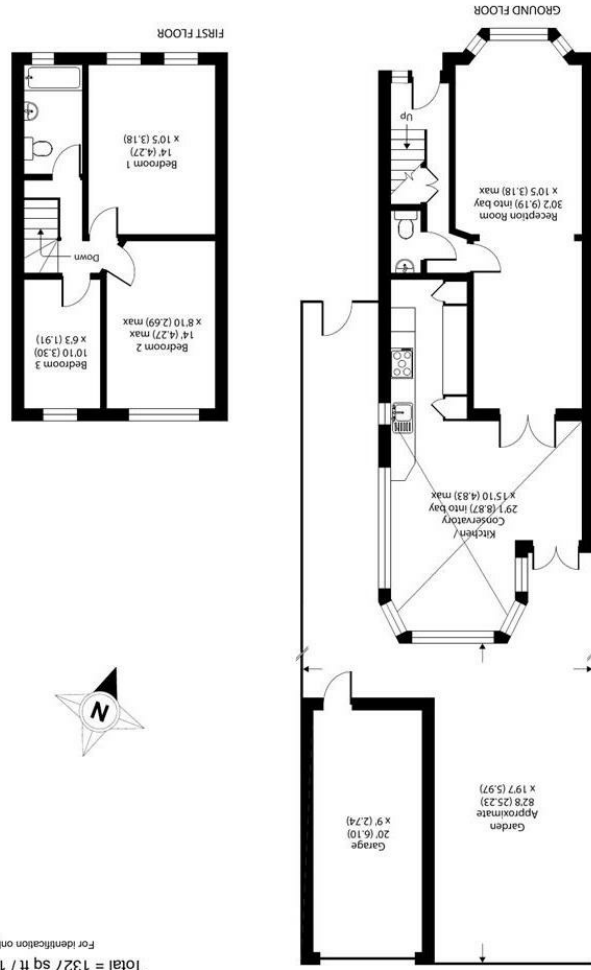 Total = 1327 sq ft / 1
For identification onl
Garden
Approximate
82'8 (25.23)
x 19'7 (5.97)
Garage
20' (6.10)
x 9' (2.74)
N
Kitchen /
Conservatory
29'1 (8.87) into bay
x 15'10 (4.83) max
Reception Room
30'2 (9.19) into bay
x 10'5 (3.18) max
Up
GROUND FLOOR
Bedroom 2
14' (4.27) max
x 8'10 (2.69) max
Bedroom 3
10'10 (3.30)
x 6'3 (1.91)
Down
Bedroom 1
14' (4.27)
x 10'5 (3.18)
FIRST FLOOR